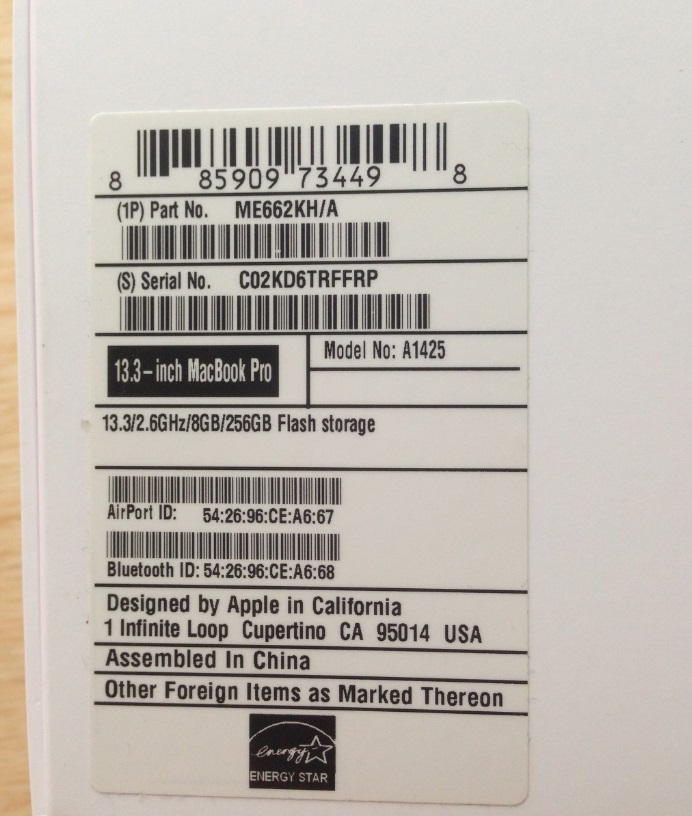 8 85909 73449 8
(1P) Part No. ME662KH/A
(S) Serial No. C02KD6TRFFRP
13.3-inch MacBook Pro
Model No: A1425
13.3/2.6GHz/8GB/256GB Flash storage
AirPort ID: 54:26:96:CE:A6:67
Bluetooth ID: 54:26:96:CE:A6:68
Designed by Apple in California
1 Infinite Loop Cupertino CA 95014 USA
Assembled In China
Other Foreign Items as Marked Thereon
energy
ENERGY STAR